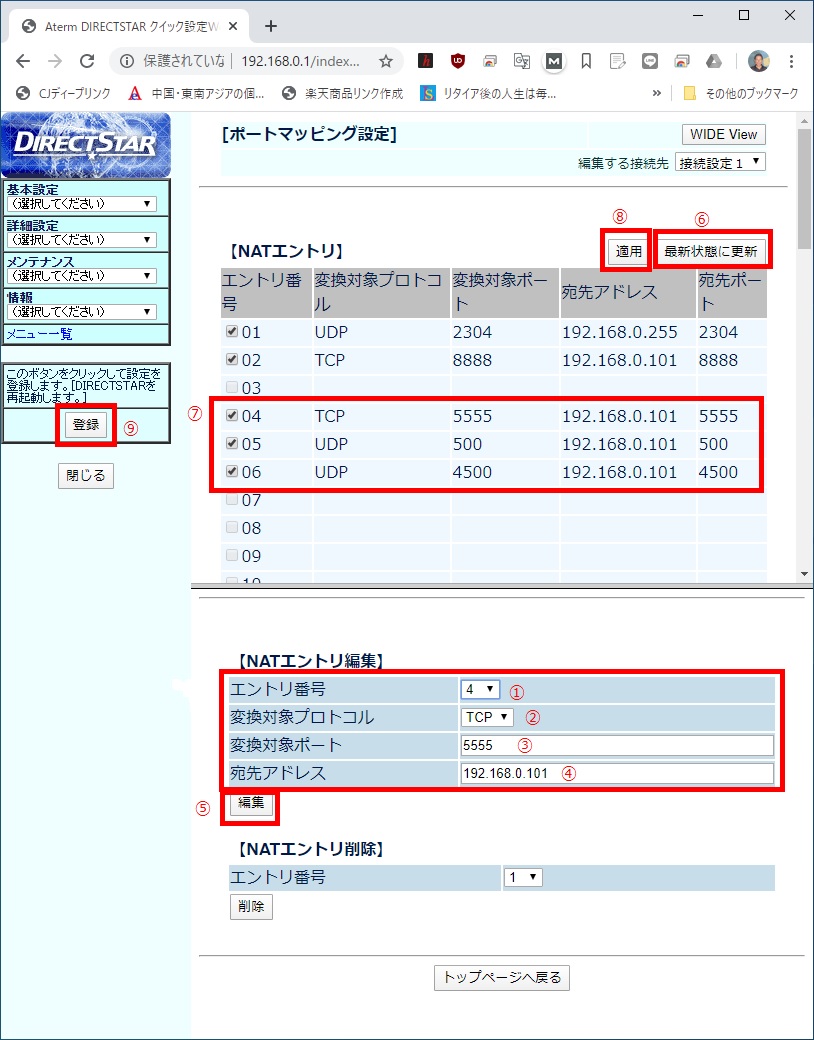 Aterm DIRECTSTAR クイック設定W
保護されていな | 192.168.0.1/index...
CJディープリンク 中国・東南アジアの個... 楽天商品リンク作成 リタイア後の人生は毎... » その他のブックマーク
DIRECTSTAR
基本設定
(選択してください)
詳細設定
(選択してください)
メンテナンス
(選択してください)
情報
(選択してください)
メニュー一覧
このボタンをクリックして設定を
登録します。[DIRECTSTARを
再起動します。]
登録 ⑨
閉じる
[ポートマッピング設定] WIDE View
編集する接続先 接続設定 1
⑧ ⑥
【NATエントリ】 適用 最新状態に更新
エントリ番号 変換対象プロトコル 変換対象ポート 宛先アドレス 宛先ポート
01 UDP 2304 192.168.0.255 2304
02 TCP 8888 192.168.0.101 8888
03
⑦ 04 TCP 5555 192.168.0.101 5555
05 UDP 500 192.168.0.101 500
06 UDP 4500 192.168.0.101 4500
07
08
09
10
【NATエントリ編集】
エントリ番号 4 ①
変換対象プロトコル TCP ②
変換対象ポート 5555 ③
宛先アドレス 192.168.0.101 ④
⑤ 編集
【NATエントリ削除】
エントリ番号 1
削除
トップページへ戻る